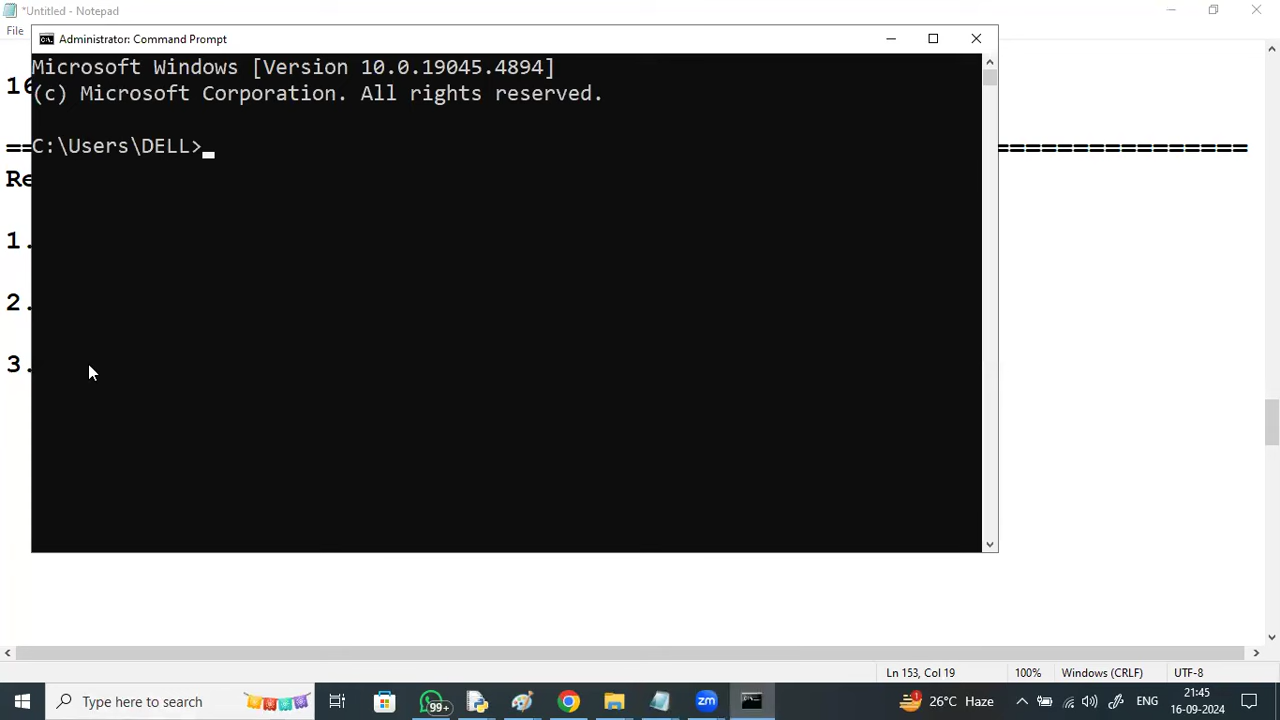 *Untitled - Notepad
File
Administrator: Command Prompt
Microsoft Windows [Version 10.0.19045.4894]
(c) Microsoft Corporation. All rights reserved.
C:\Users\DELL>
16
==
===============
Re
1.
2.
3.
Ln 153, Col 19
100%
Windows (CRLF)
UTF-8
Type here to search
99+
1
26°C Haze
ENG
21:45
16-09-2024